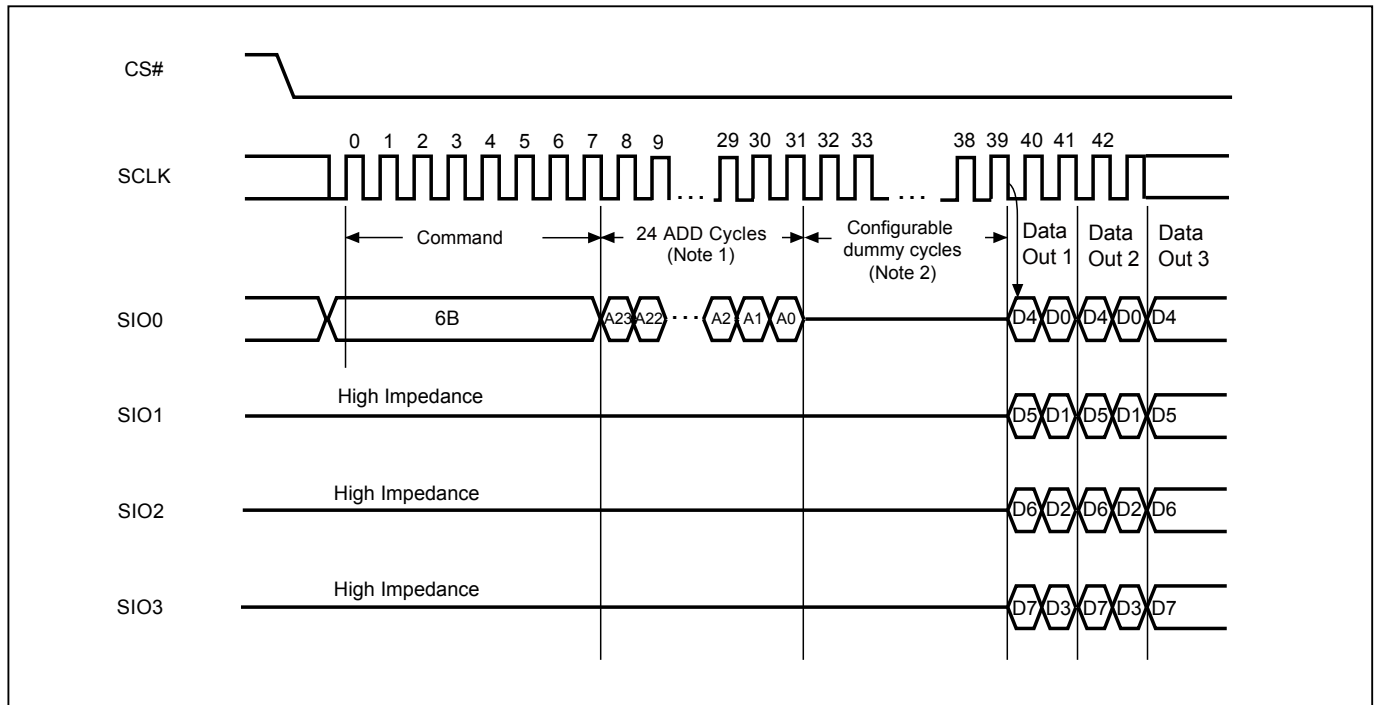 CS#
0 1 2 3 4 5 6 7 8 9 29 30 31 32 33 38 39 40 41 42
SCLK
. . . . . .
Command 24 ADD Cycles (Note 1) Configurable dummy cycles (Note 2) Data Out 1 Data Out 2 Data Out 3
SIO0 6B A23 A22 · · · A2 A1 A0 D4 D0 D4 D0 D4
High Impedance
SIO1 D5 D1 D5 D1 D5
High Impedance
SIO2 D6 D2 D6 D2 D6
High Impedance
SIO3 D7 D3 D7 D3 D7